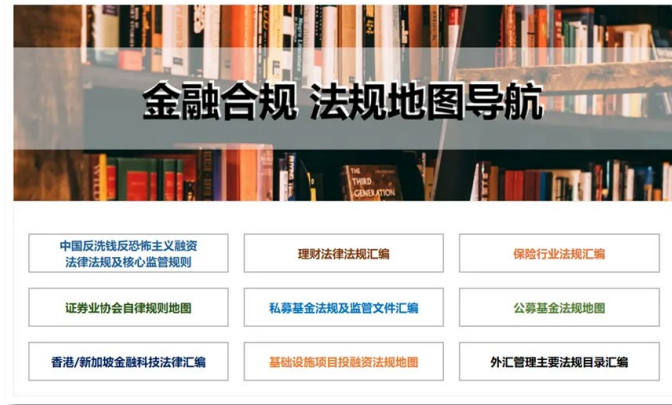 金融合规 法规地图导航
THE
THIRD
GENERATION
中国反洗钱反恐怖主义融资
法律法规及核心监管规则
理财法律法规汇编
保险行业法规汇编
证券业协会自律规则地图
私募基金法规及监管文件汇编
公募基金法规地图
香港/新加坡金融科技法律汇编
基础设施项目投融资法规地图
外汇管理主要法规目录汇编